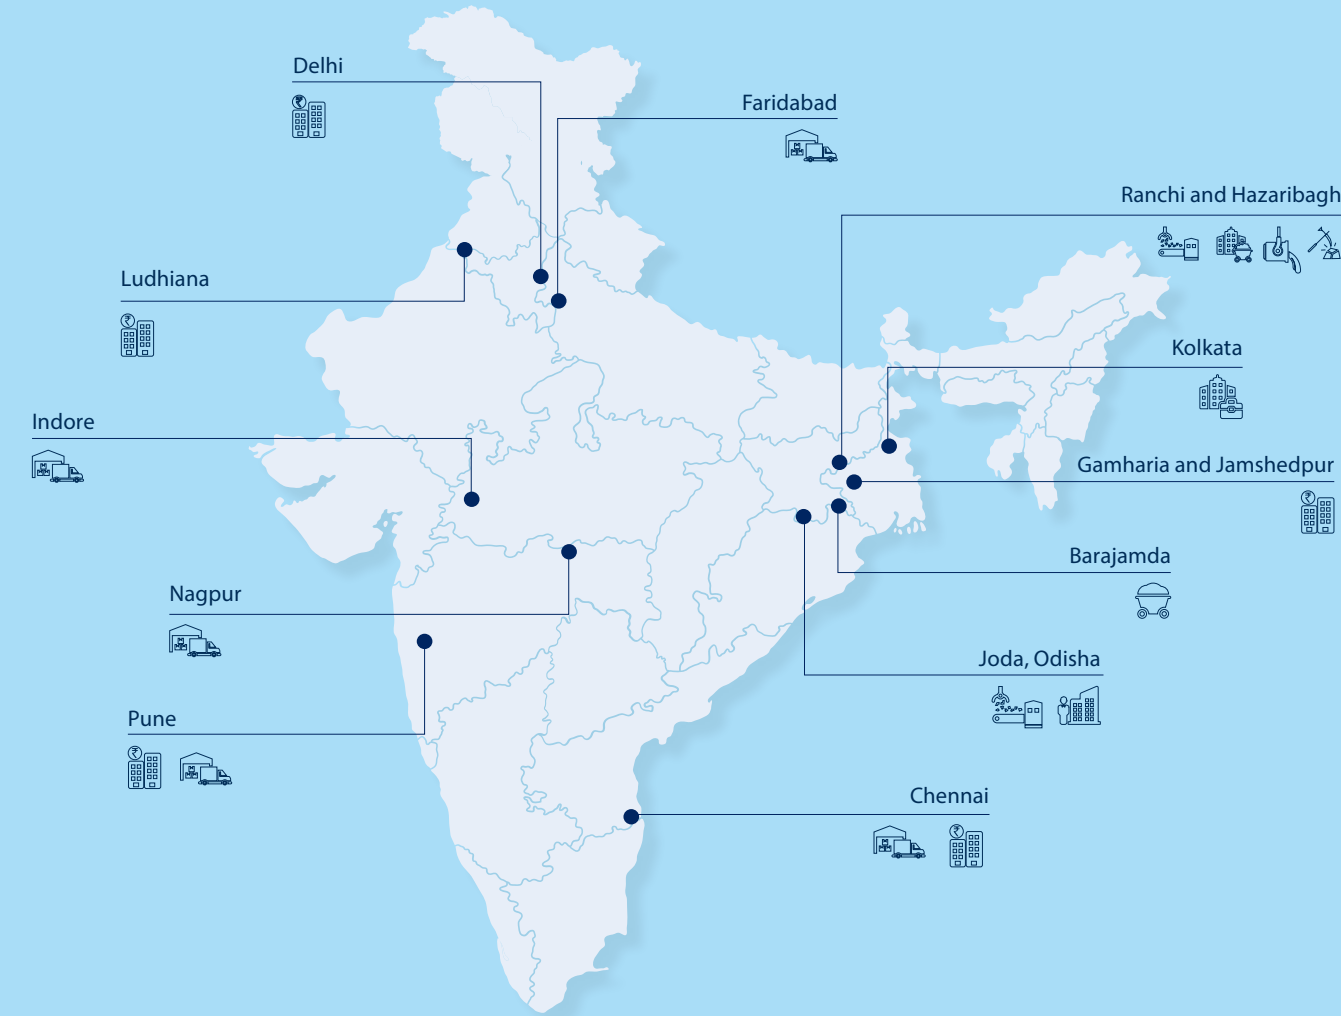 Delhi
Faridabad
Ranchi and Hazaribagh
Ludhiana
Kolkata
Indore
Gamharia and Jamshedpur
Barajamda
Nagpur
Joda, Odisha
Pune
Chennai